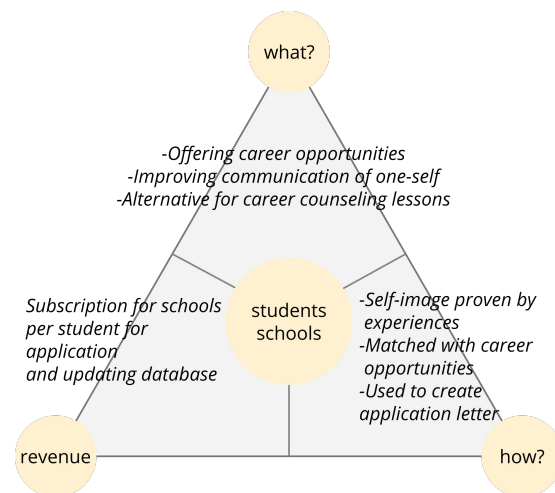 what?
-Offering career opportunities
-Improving communication of one-self
-Alternative for career counseling lessons
students
schools
Subscription for schools
per student for
application
and updating database
-Self-image proven by
experiences
-Matched with career
opportunities
-Used to create
application letter
revenue
how?